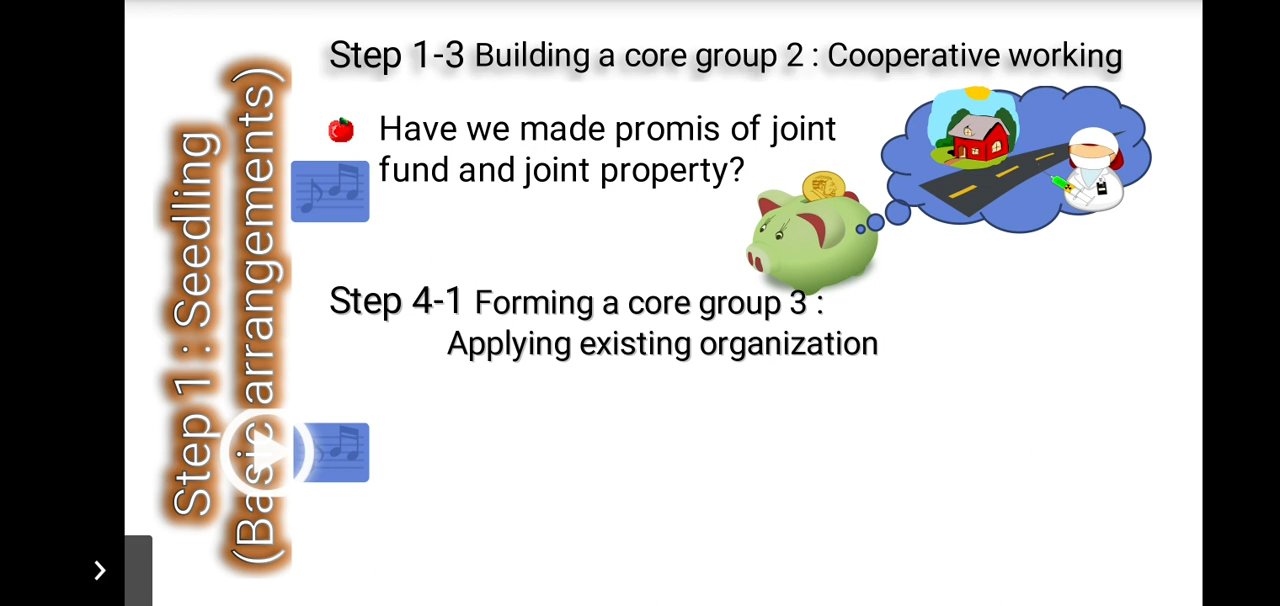 Step 1 : Seedling
(Basic arrangements)
Step 1-3 Building a core group 2 : Cooperative working
Have we made promis of joint
fund and joint property?
Step 4-1 Forming a core group 3 :
Applying existing organization